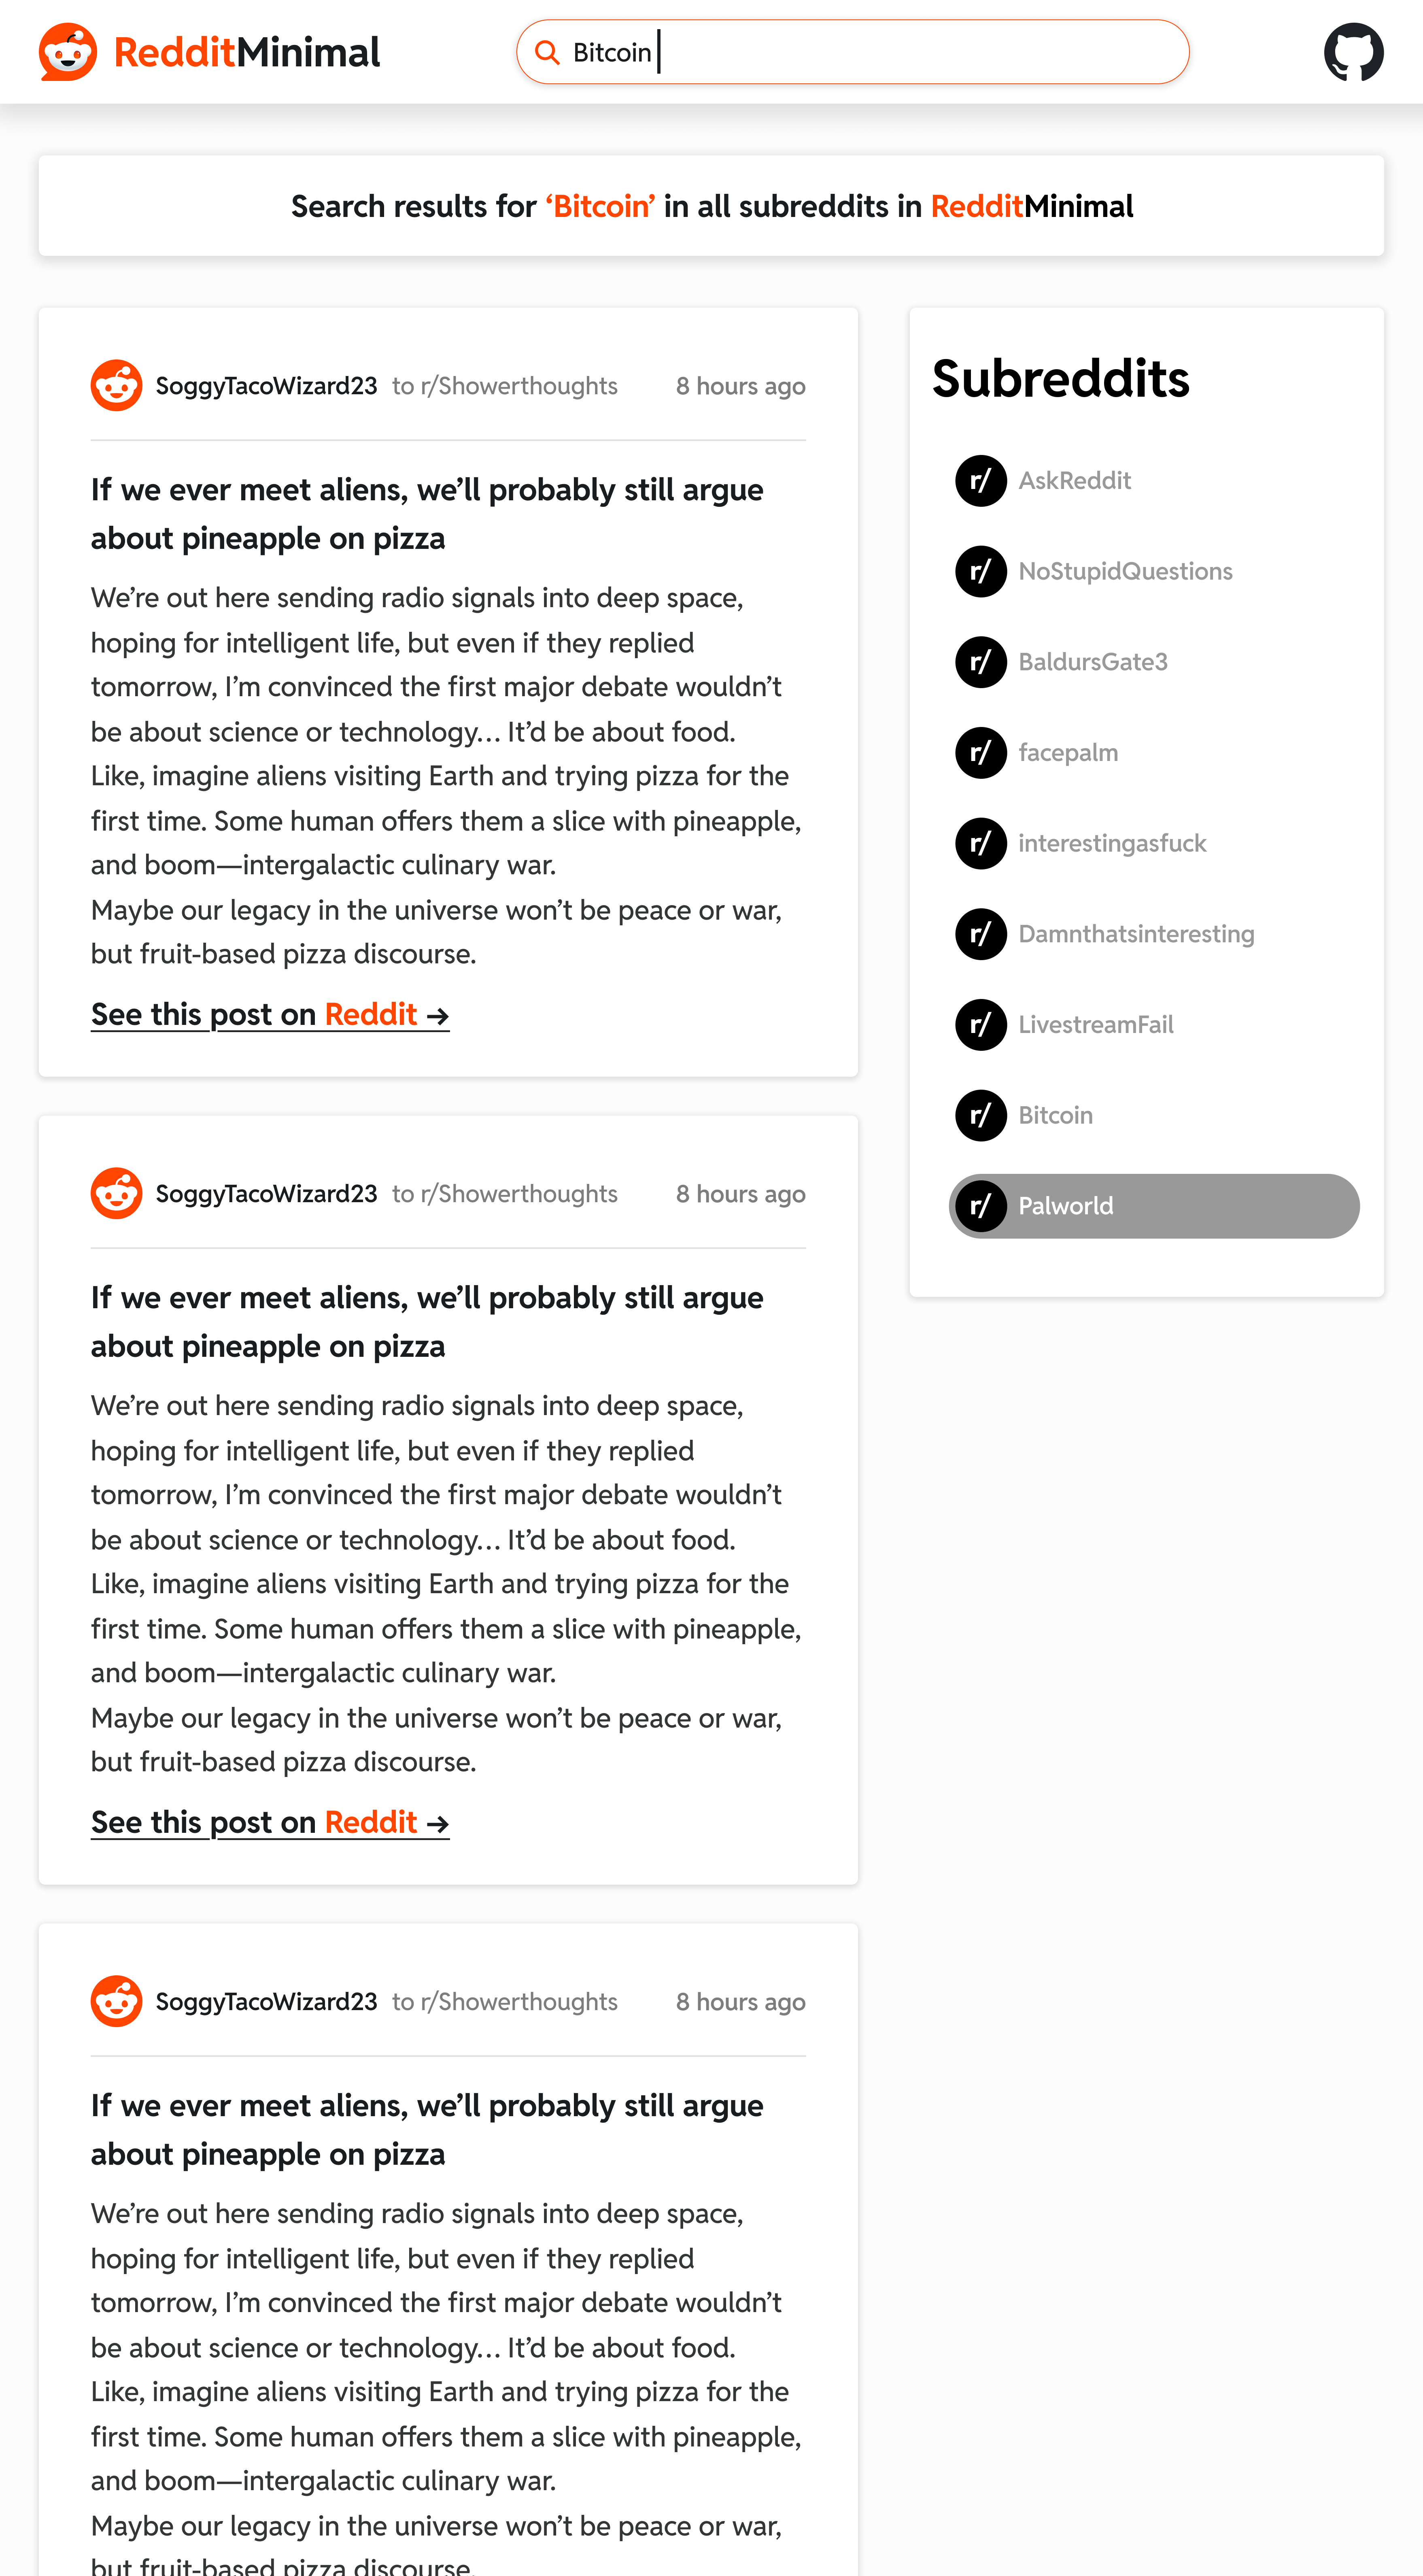 RedditMinimal
Bitcoin
Search results for ‘Bitcoin’ in all subreddits in RedditMinimal
SoggyTacoWizard23 to r/Showerthoughts 8 hours ago
If we ever meet aliens, we’ll probably still argue
about pineapple on pizza
We’re out here sending radio signals into deep space,
hoping for intelligent life, but even if they replied
tomorrow, I’m convinced the first major debate wouldn’t
be about science or technology… It’d be about food.
Like, imagine aliens visiting Earth and trying pizza for the
first time. Some human offers them a slice with pineapple,
and boom—intergalactic culinary war.
Maybe our legacy in the universe won’t be peace or war,
but fruit-based pizza discourse.
See this post on Reddit →
SoggyTacoWizard23 to r/Showerthoughts 8 hours ago
If we ever meet aliens, we’ll probably still argue
about pineapple on pizza
We’re out here sending radio signals into deep space,
hoping for intelligent life, but even if they replied
tomorrow, I’m convinced the first major debate wouldn’t
be about science or technology… It’d be about food.
Like, imagine aliens visiting Earth and trying pizza for the
first time. Some human offers them a slice with pineapple,
and boom—intergalactic culinary war.
Maybe our legacy in the universe won’t be peace or war,
but fruit-based pizza discourse.
See this post on Reddit →
SoggyTacoWizard23 to r/Showerthoughts 8 hours ago
If we ever meet aliens, we’ll probably still argue
about pineapple on pizza
We’re out here sending radio signals into deep space,
hoping for intelligent life, but even if they replied
tomorrow, I’m convinced the first major debate wouldn’t
be about science or technology… It’d be about food.
Like, imagine aliens visiting Earth and trying pizza for the
first time. Some human offers them a slice with pineapple,
and boom—intergalactic culinary war.
Maybe our legacy in the universe won’t be peace or war,
but fruit-based pizza discourse.
Subreddits
r/ AskReddit
r/ NoStupidQuestions
r/ BaldursGate3
r/ facepalm
r/ interestingasfuck
r/ Damnthatsinteresting
r/ LivestreamFail
r/ Bitcoin
r/ Palworld